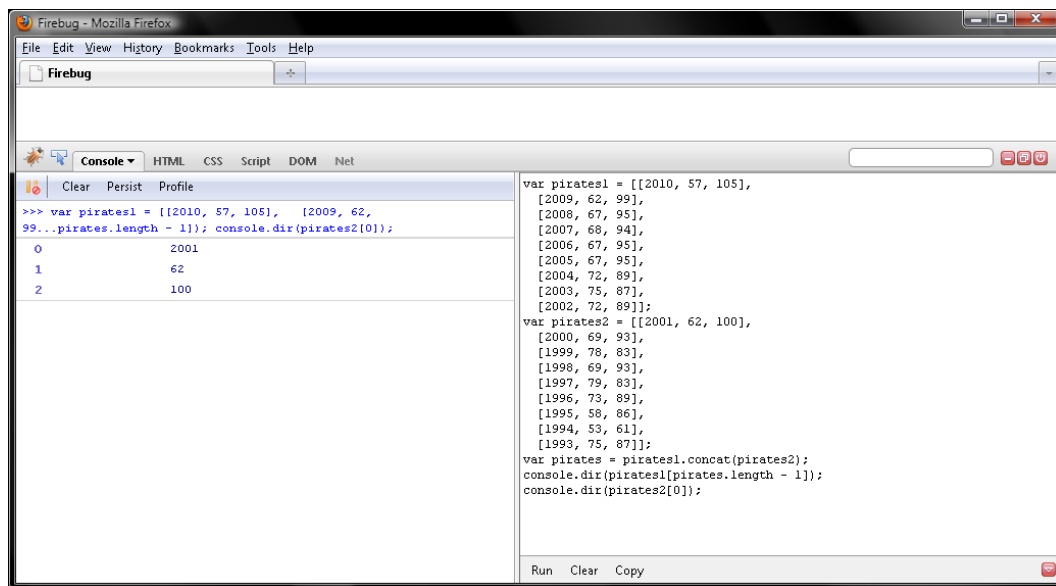 Firebug - Mozilla Firefox
File Edit View History Bookmarks Tools Help
Firebug
Console HTML CSS Script DOM Net
Clear Persist Profile
>>> var pirates1 = [[2010, 57, 105],   [2009, 62,
99...pirates.length - 1]); console.dir(pirates2[0]);
0 2001
1 62
2 100
var pirates1 = [[2010, 57, 105],
[2009, 62, 99],
[2008, 67, 95],
[2007, 68, 94],
[2006, 67, 95],
[2005, 67, 95],
[2004, 72, 89],
[2003, 75, 87],
[2002, 72, 89]];
var pirates2 = [[2001, 62, 100],
[2000, 69, 93],
[1999, 78, 83],
[1998, 69, 93],
[1997, 79, 83],
[1996, 73, 89],
[1995, 58, 86],
[1994, 53, 61],
[1993, 75, 87]];
var pirates = pirates1.concat(pirates2);
console.dir(pirates1[pirates.length - 1]);
console.dir(pirates2[0]);
Run Clear Copy